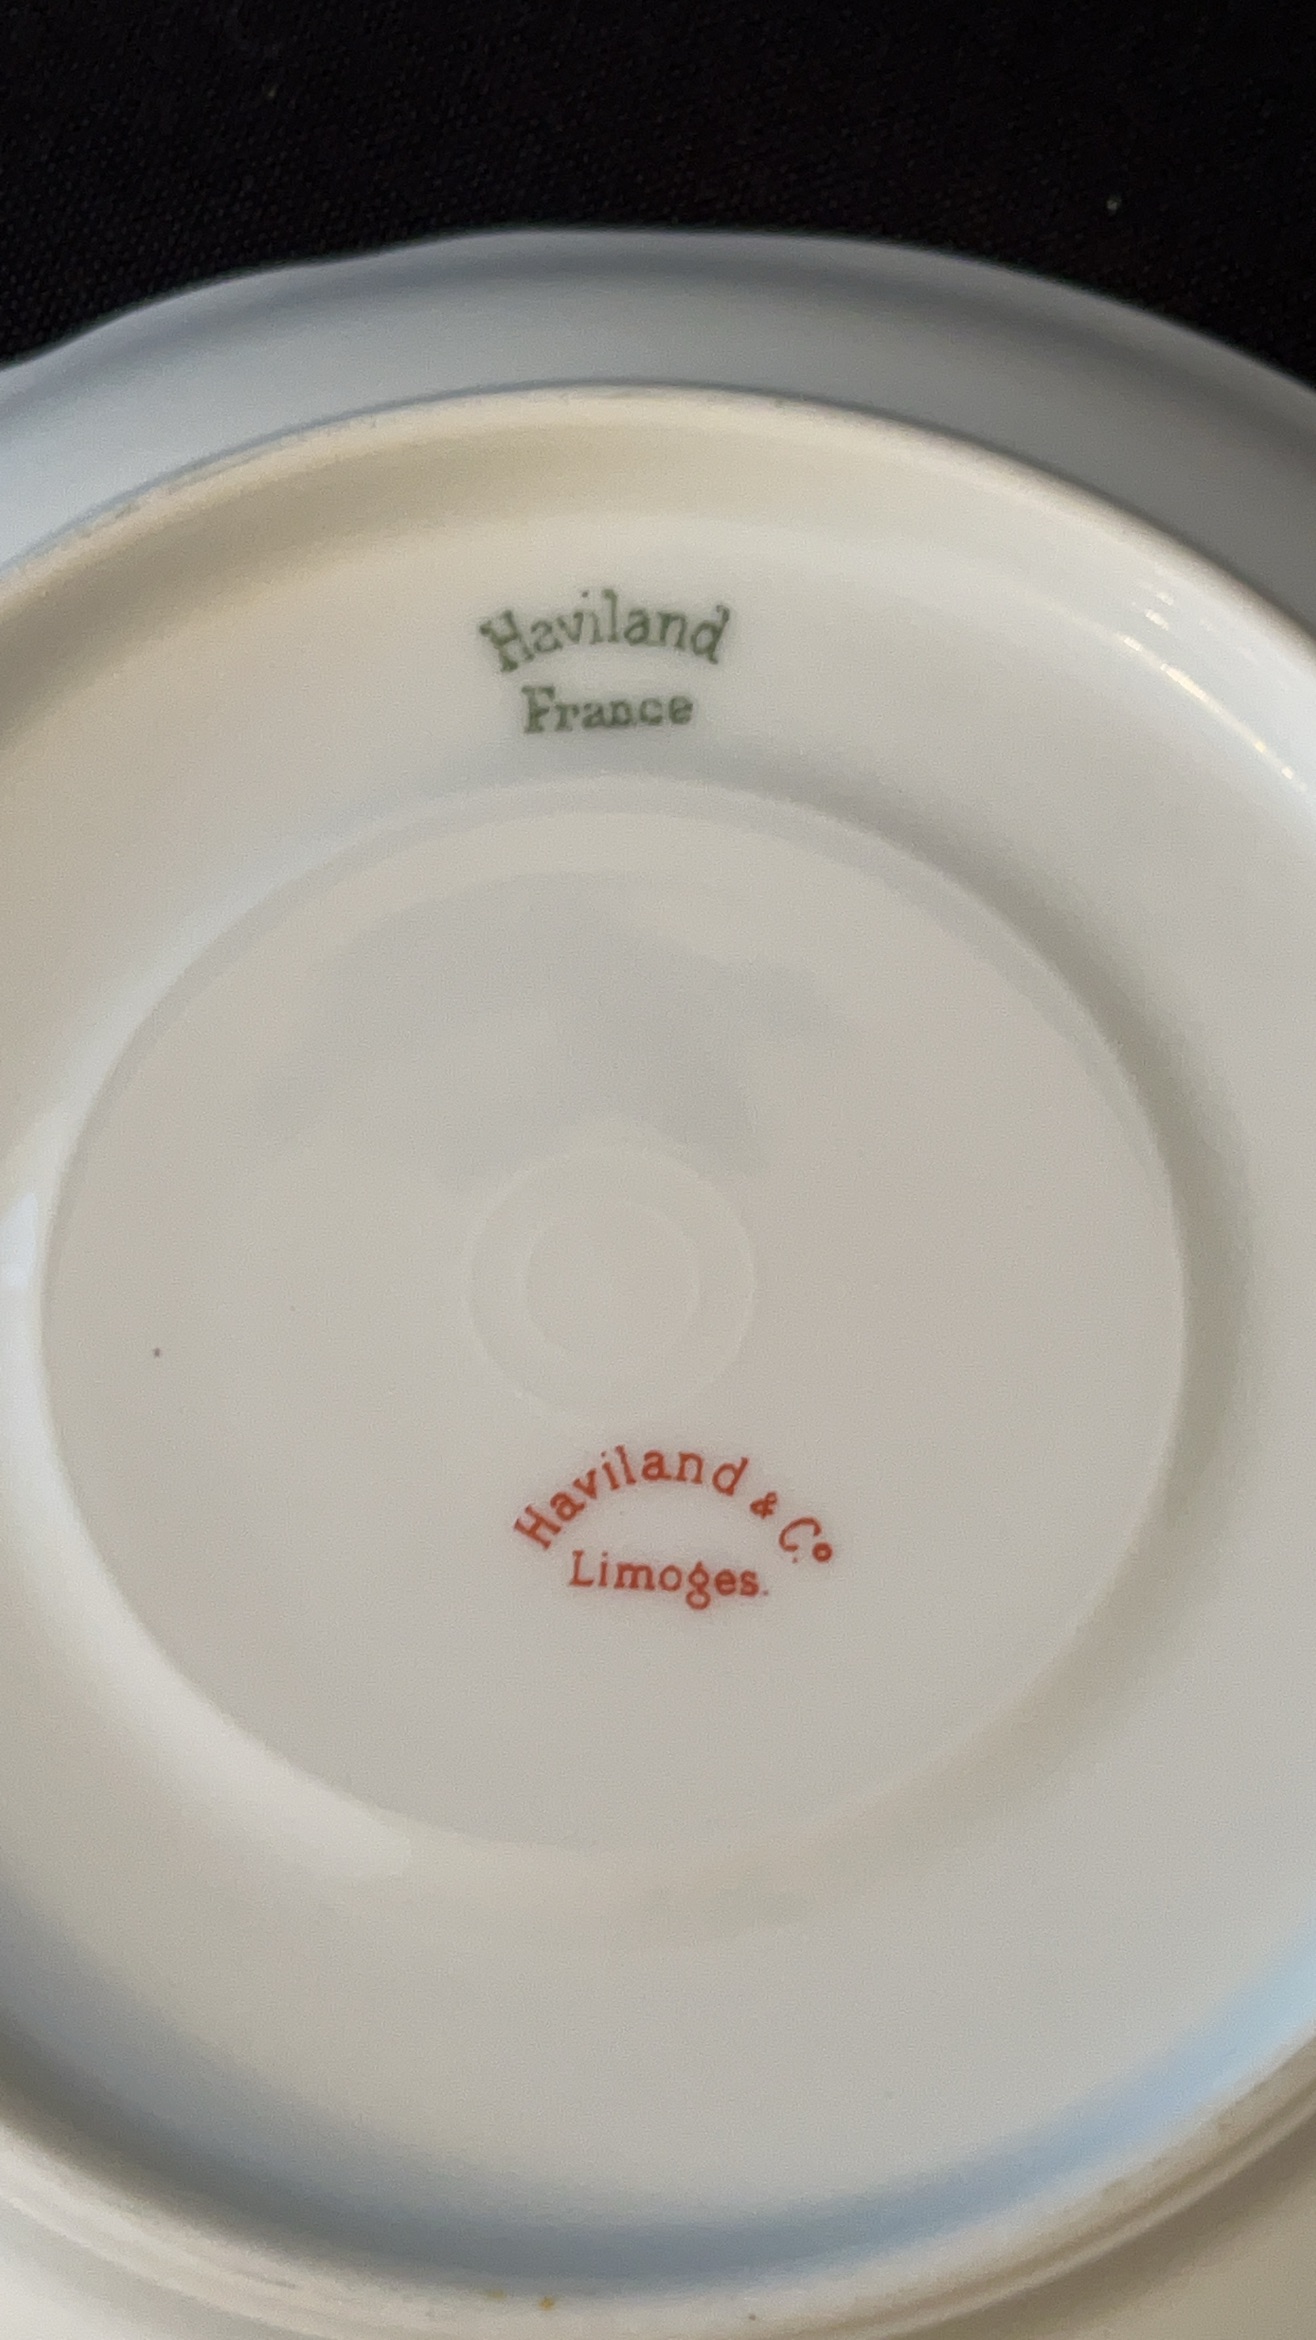 Haviland
France
Haviland & Co
Limoges.